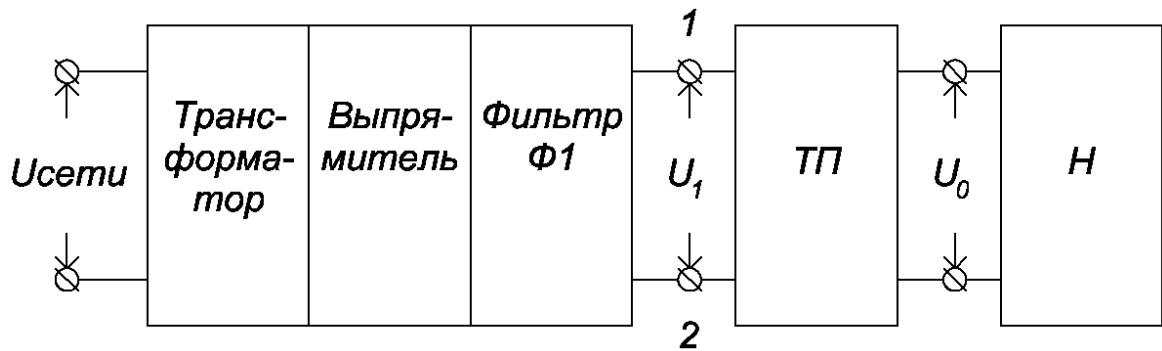 1
Транс-
форма-
тор
Выпря-
митель
Фильтр
Ф1
Uсети
U₁
ТП
U₀
Н
2